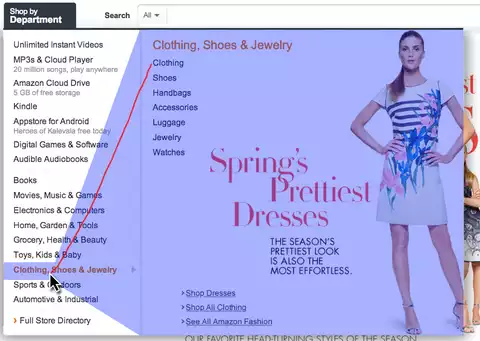 Shop by
Department
Search
All
Unlimited Instant Videos
MP3s & Cloud Player
20 million songs, play anywhere
Amazon Cloud Drive
5 GB of free storage
Kindle
Appstore for Android
Heroes of Kalevala free today
Digital Games & Software
Audible Audiobooks
Books
Movies, Music & Games
Electronics & Computers
Home, Garden & Tools
Grocery, Health & Beauty
Toys, Kids & Baby
Clothing, Shoes & Jewelry
Sports & Outdoors
Automotive & Industrial
Full Store Directory
Clothing, Shoes & Jewelry
Clothing
Shoes
Handbags
Accessories
Luggage
Jewelry
Watches
Spring's
Prettiest
Dresses
THE SEASON'S
PRETTIEST LOOK
IS ALSO THE
MOST EFFORTLESS.
Shop Dresses
Shop All Clothing
See All Amazon Fashion
OUR FAVORITE HEAD-TURNING STYLES OF THE SEASON